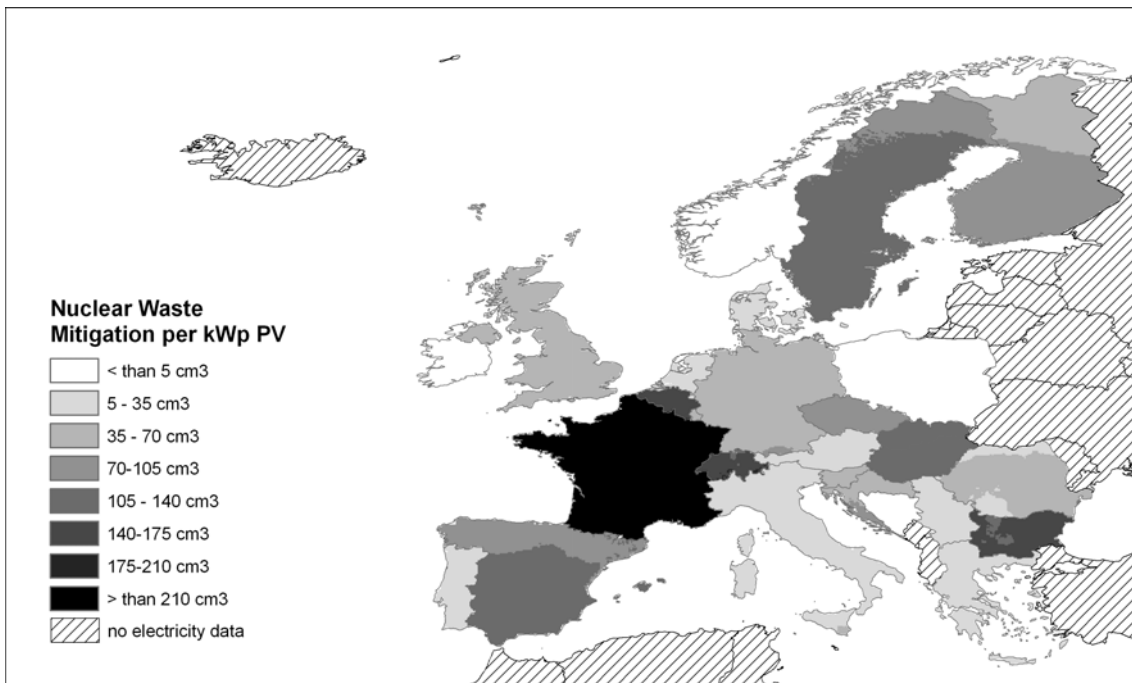 Nuclear Waste
Mitigation per kWp PV
< than 5 cm3
5 - 35 cm3
35 - 70 cm3
70-105 cm3
105 - 140 cm3
140-175 cm3
175-210 cm3
> than 210 cm3
no electricity data